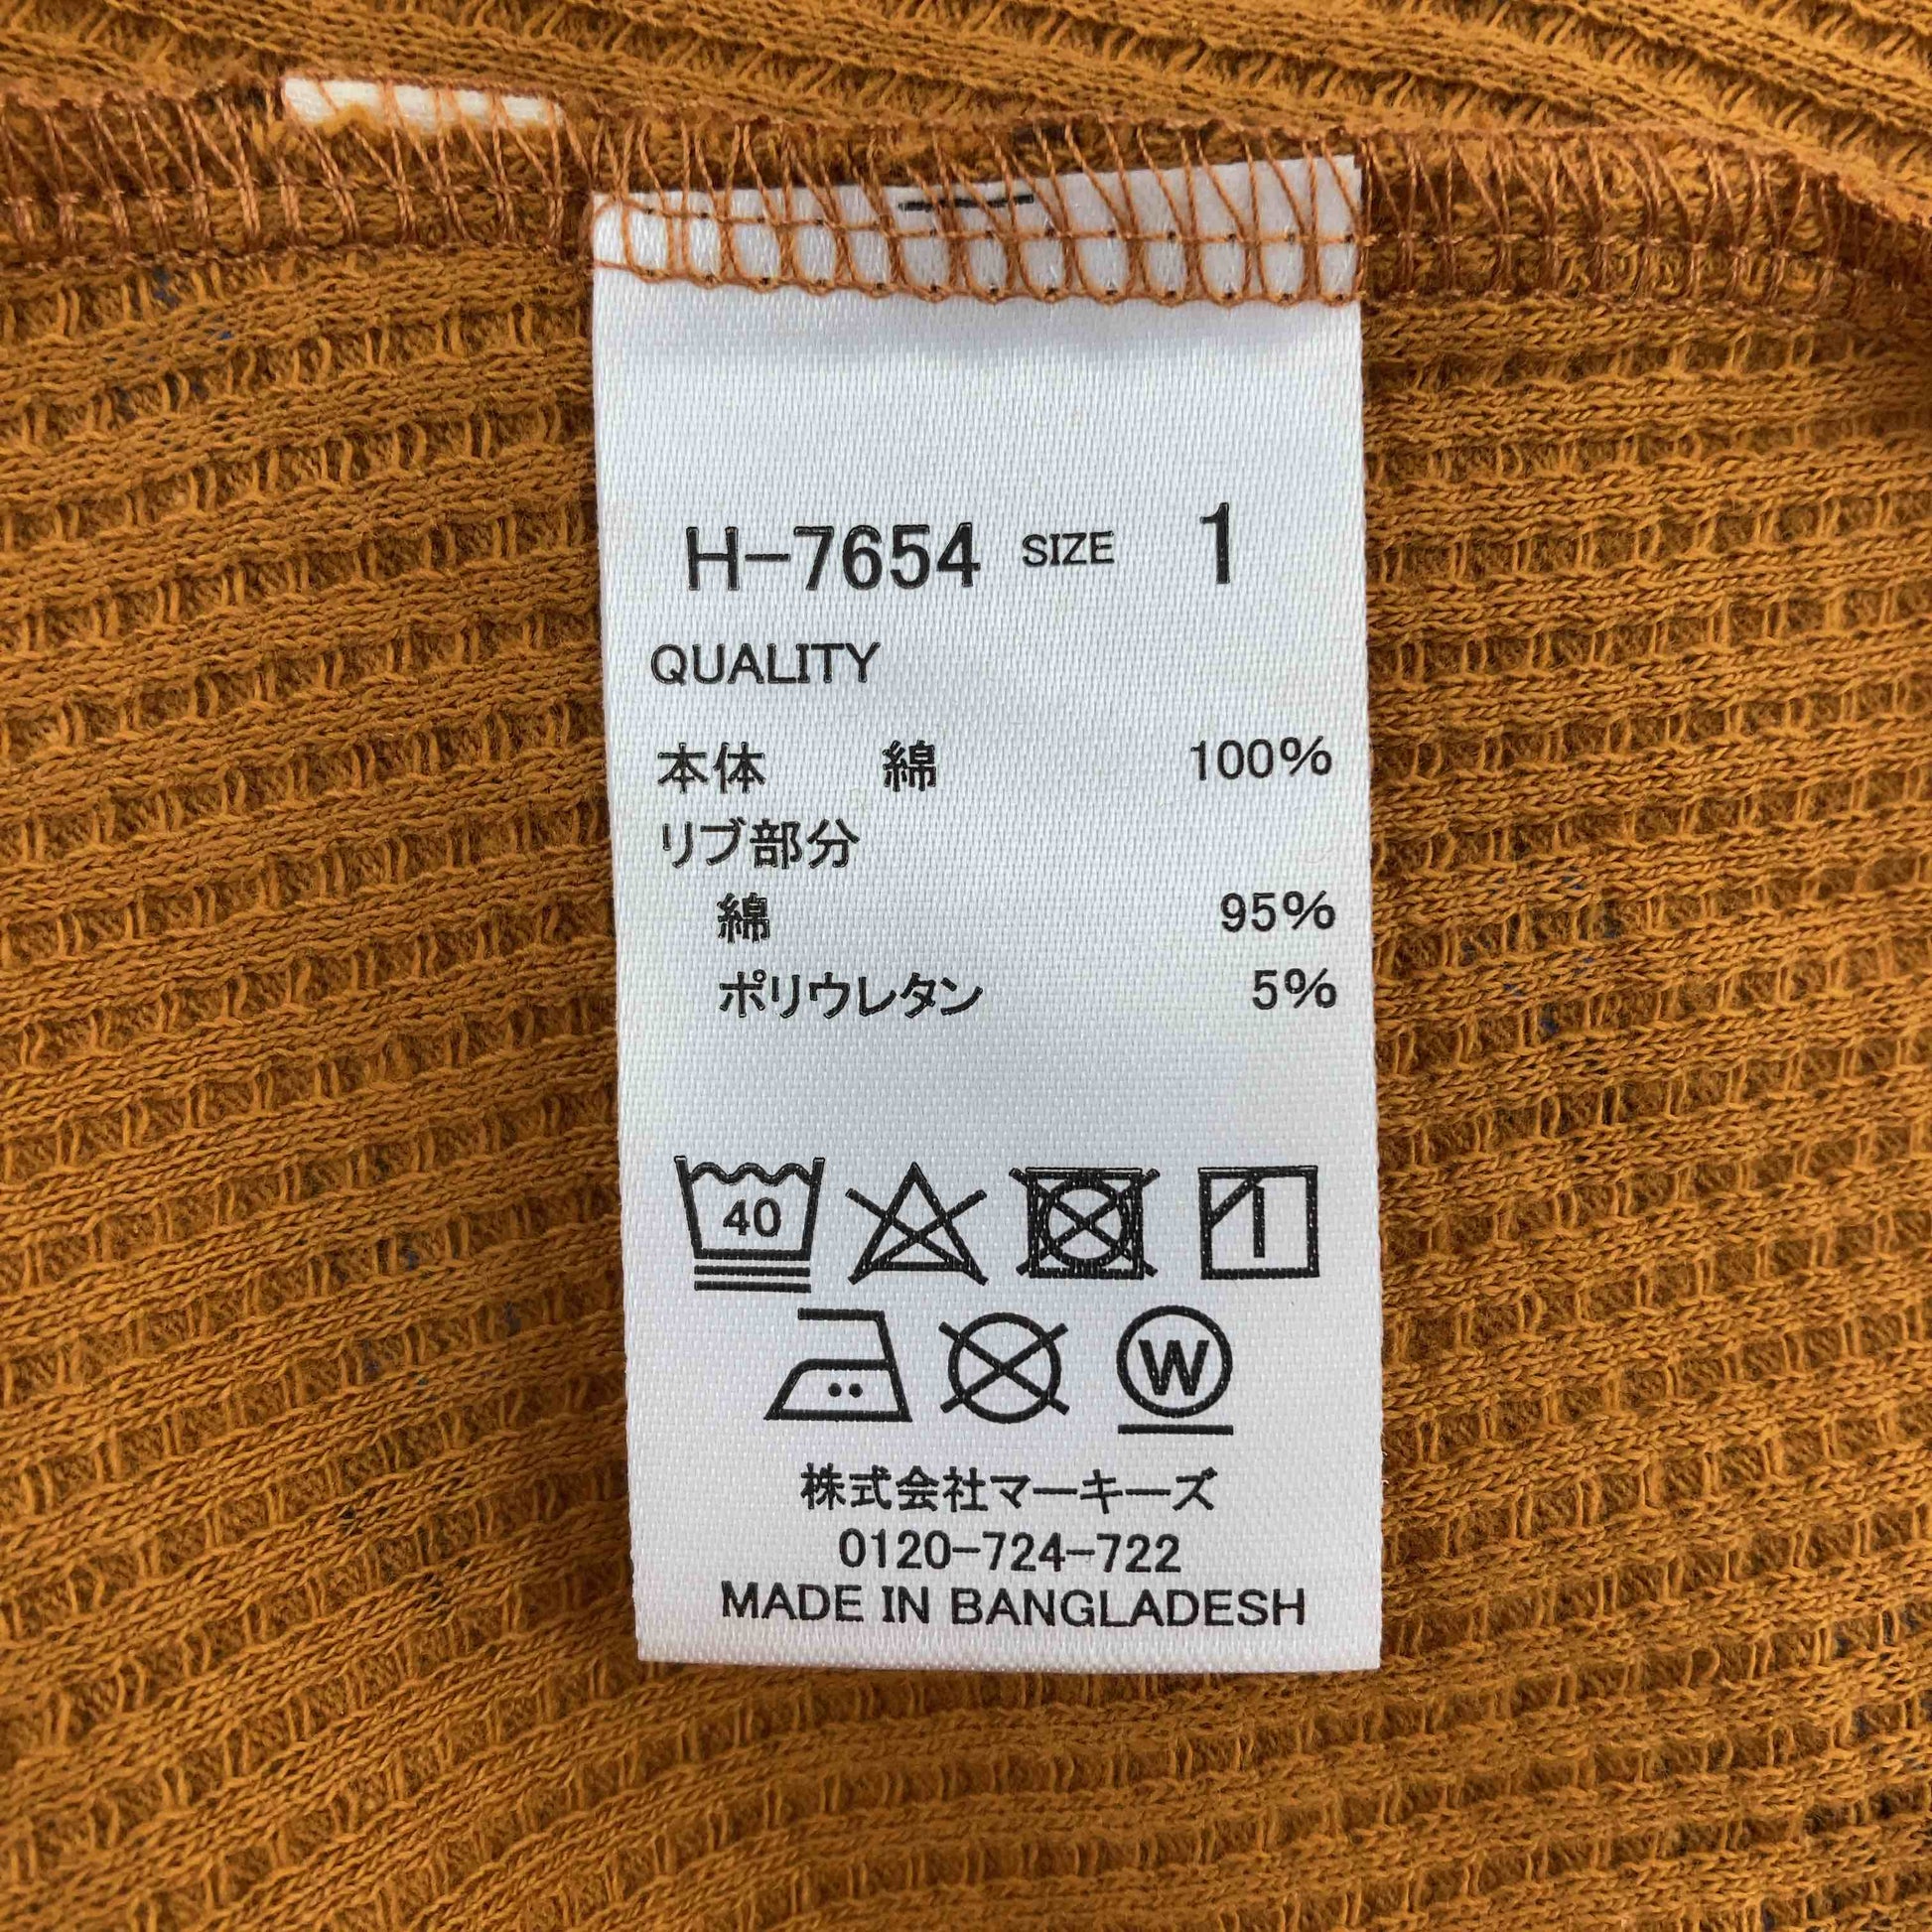 H-7654 SIZE 1
QUALITY
本体 綿 100%
リブ部分
綿 95%
ポリウレタン 5%
40
W
株式会社マーキーズ
0120-724-722
MADE IN BANGLADESH